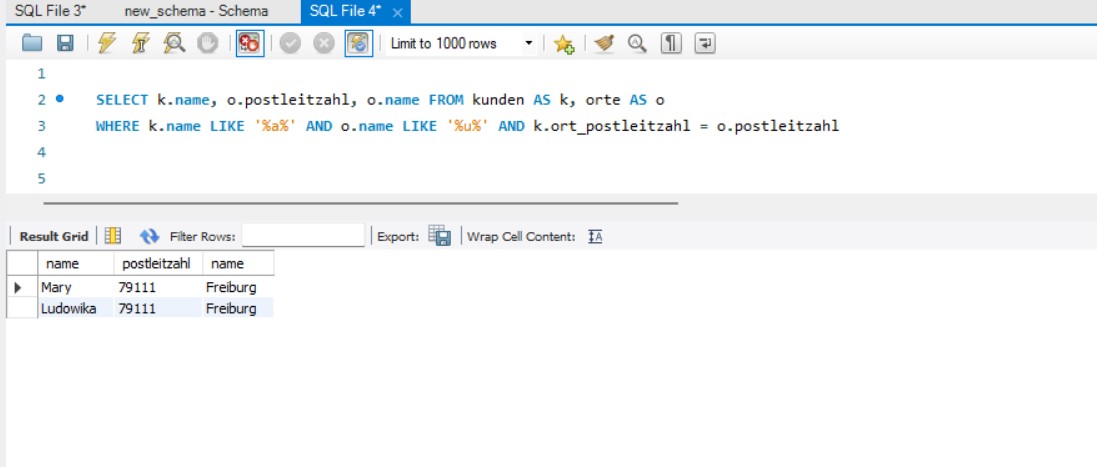 SQL File 3* new_schema - Schema SQL File 4* ×
Limit to 1000 rows
1
2 SELECT k.name, o.postleitzahl, o.name FROM kunden AS k, orte AS o
3 WHERE k.name LIKE '%a%' AND o.name LIKE '%u%' AND k.ort_postleitzahl = o.postleitzahl
4
5
Result Grid Filter Rows: Export: Wrap Cell Content: IA
name postleitzahl name
Mary 79111 Freiburg
Ludowika 79111 Freiburg